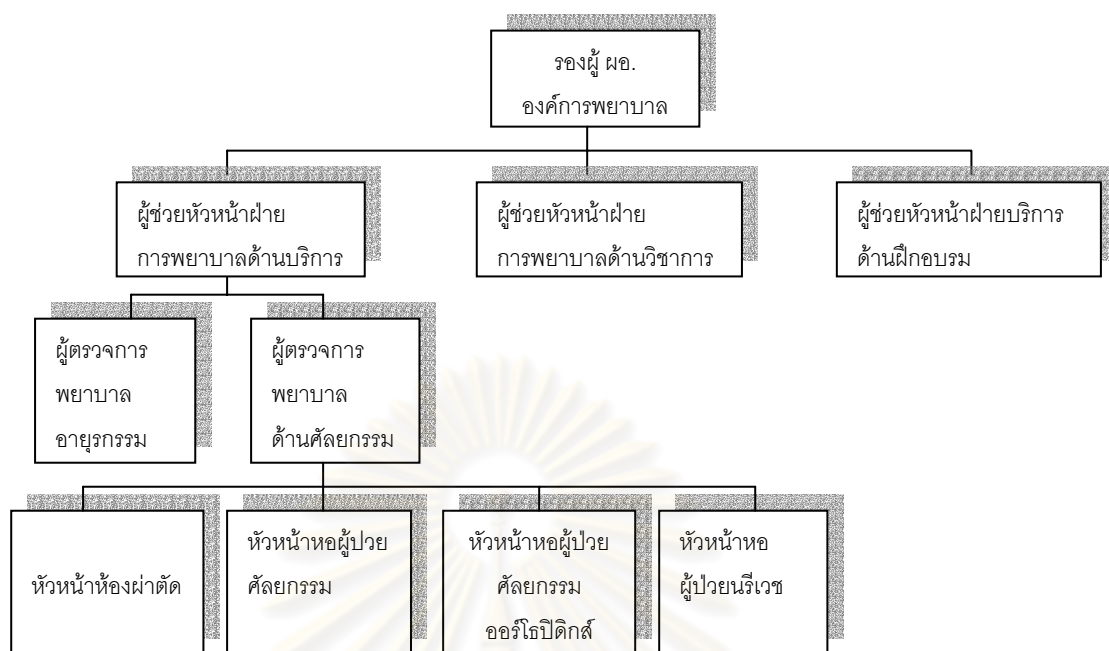 รองผู้ ผอ.
องค์การพยาบาล
ผู้ช่วยหัวหน้าฝ่าย
การพยาบาลด้านบริการ
ผู้ช่วยหัวหน้าฝ่าย
การพยาบาลด้านวิชาการ
ผู้ช่วยหัวหน้าฝ่ายบริการ
ด้านฝึกอบรม
ผู้ตรวจการ
พยาบาล
อายุรกรรม
ผู้ตรวจการ
พยาบาล
ด้านศัลยกรรม
หัวหน้าห้องผ่าตัด
หัวหน้าหอผู้ปวย
ศัลยกรรม
หัวหน้าหอผู้ป่วย
ศัลยกรรม
ออร์โธปิดิกส์
หัวหน้าหอ
ผู้ป่วยนรีเวช